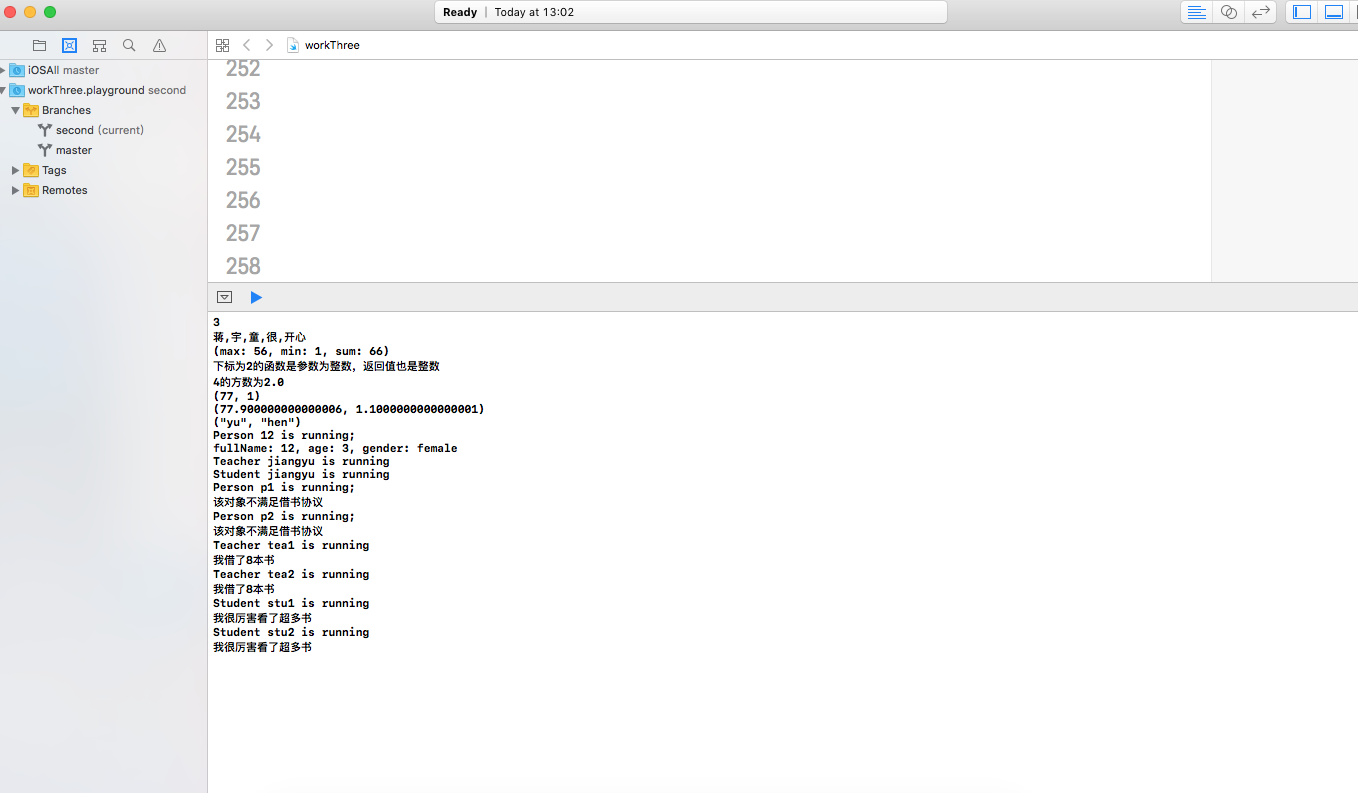 Ready | Today at 13:02
workThree
iOSAll master
workThree.playground second
Branches
second (current)
master
Tags
Remotes
252
253
254
255
256
257
258
3
蒋,宇,童,很,开心
(max: 56, min: 1, sum: 66)
下标为2的函数是参数为整数，返回值也是整数
4的方数为2.0
(77, 1)
(77.900000000000006, 1.1000000000000001)
("yu", "hen")
Person 12 is running;
fullName: 12, age: 3, gender: female
Teacher jiangyu is running
Student jiangyu is running
Person p1 is running;
该对象不满足借书协议
Person p2 is running;
该对象不满足借书协议
Teacher tea1 is running
我借了8本书
Teacher tea2 is running
我借了8本书
Student stu1 is running
我很厉害看了超多书
Student stu2 is running
我很厉害看了超多书